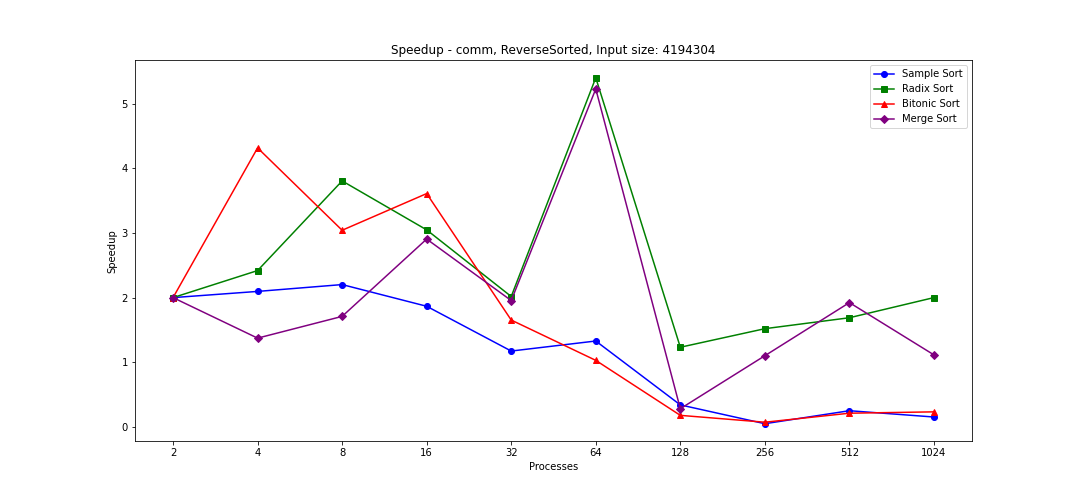 Speedup - comm, ReverseSorted, Input size: 4194304
Sample Sort
Radix Sort
Bitonic Sort
Merge Sort
Speedup
5
4
3
2
1
0
2 4 8 16 32 64 128 256 512 1024
Processes